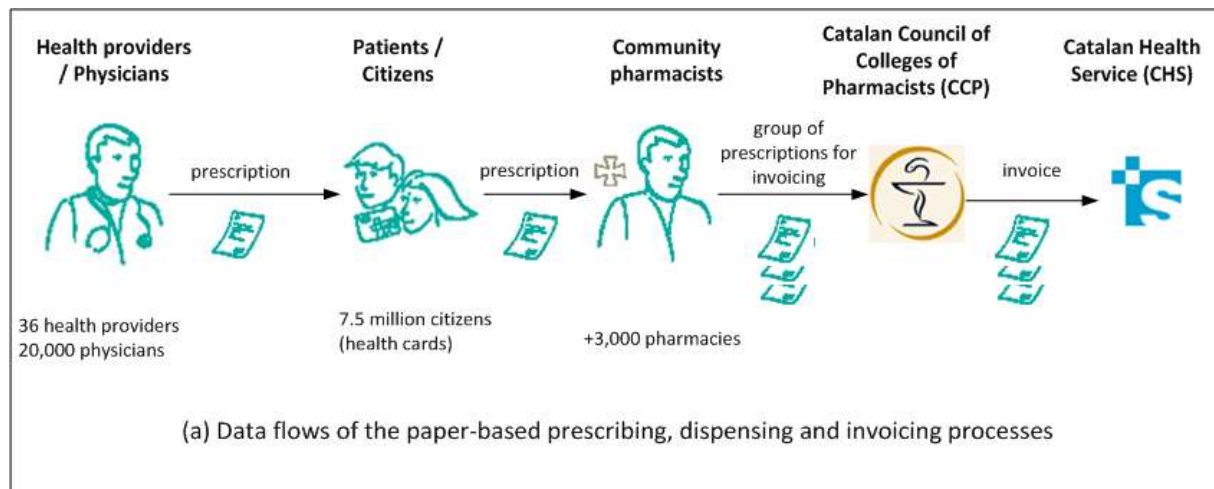 Health providers
/ Physicians
Patients /
Citizens
Community
pharmacists
Catalan Council of
Colleges of
Pharmacists (CCP)
Catalan Health
Service (CHS)
prescription
prescription
group of
prescriptions for
invoicing
invoice
36 health providers
20,000 physicians
7.5 million citizens
(health cards)
+3,000 pharmacies
(a) Data flows of the paper-based prescribing, dispensing and invoicing processes